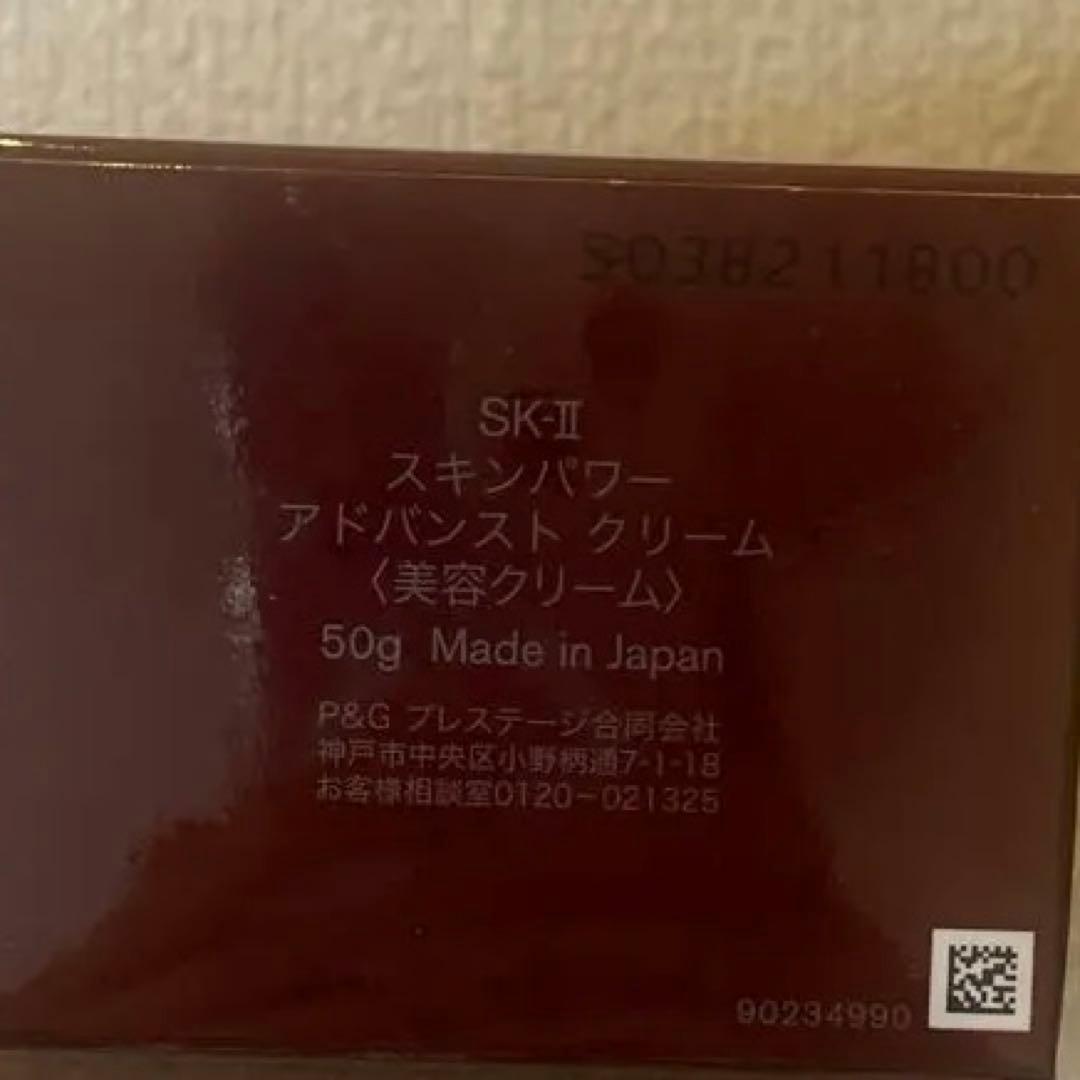 S038211800
SK-Ⅱ
スキンパワー
アドバンスト クリーム
〈美容クリーム〉
50g Made in Japan
P&G プレステージ合同会社
神戸市中央区小野柄通7-1-18
お客様相談室0120-021325
90234990